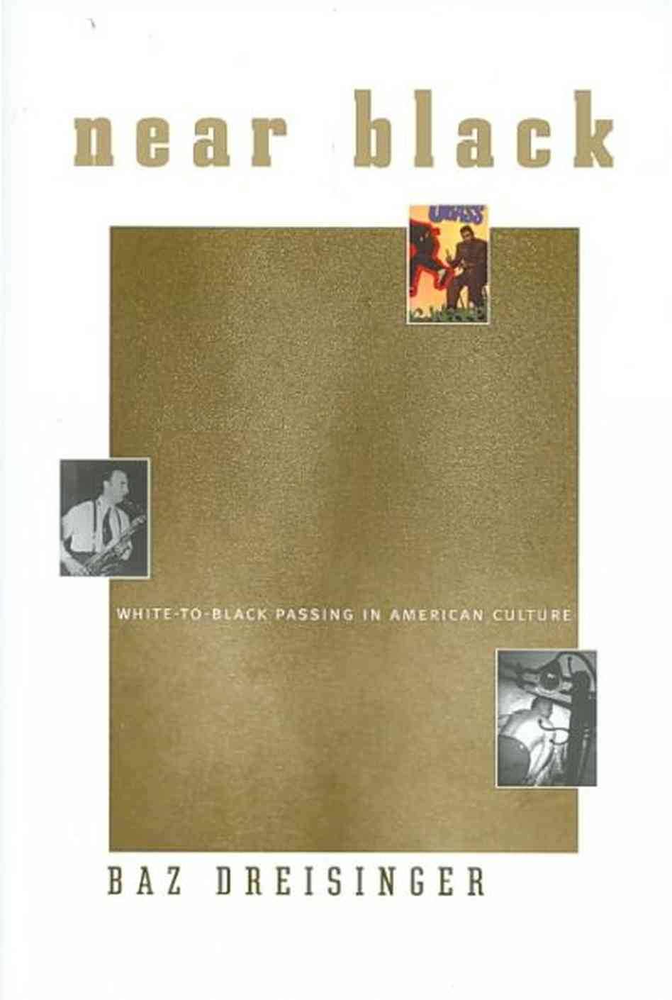 near black
WHITE-TO-BLACK PASSING IN AMERICAN CULTURE
BAZ DREISINGER